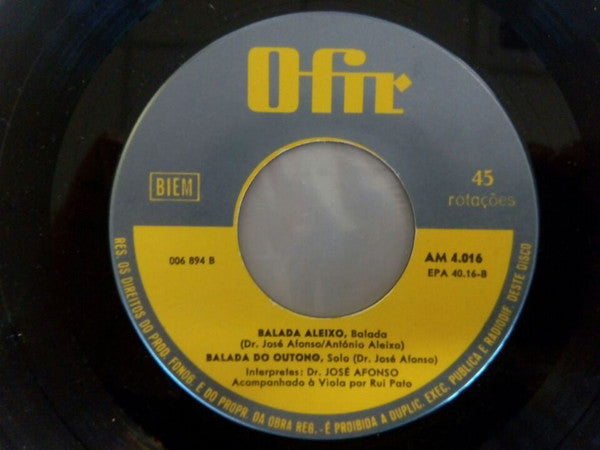 Ofir
BIEM
45
rotações
006 894 B
AM 4.016
EPA 40.16-B
BALADA ALEIXO, Balada
(Dr. José Afonso/António Aleixo)
BALADA DO OUTONO, Solo (Dr. José Afonso)
Interpretes: Dr. JOSÉ AFONSO
Acompanhado à Viola por Rui Pato
RES. OS DIREITOS DO PROD. FONOG. E DO PROPR. DA OBRA REG. - É PROIBIDA A DUPLIC. EXEC. PÚBLICA E RADIODIF. DESTE DISCO